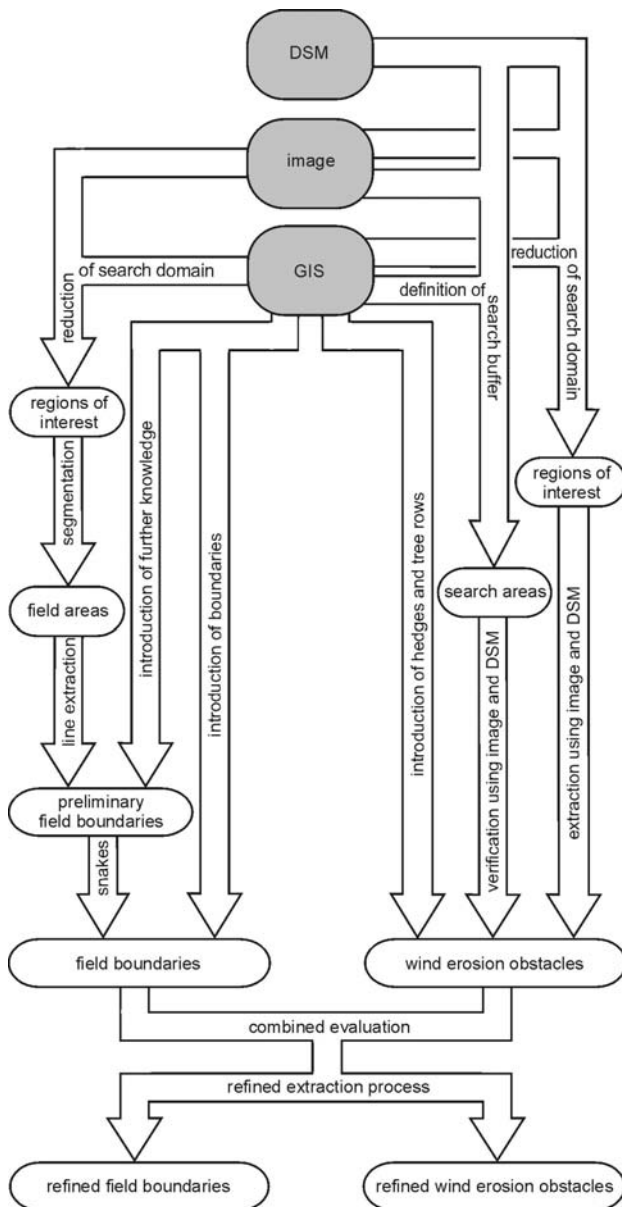 DSM
image
GIS
reduction
of search domain
definition of
search buffer
reduction
of search domain
regions of
interest
segmentation
introduction of further knowledge
introduction of boundaries
introduction of hedges and tree rows
regions of
interest
field areas
search areas
line extraction
verification using image and DSM
extraction using image and DSM
preliminary
field boundaries
snakes
field boundaries
wind erosion obstacles
combined evaluation
refined extraction process
refined field boundaries
refined wind erosion obstacles